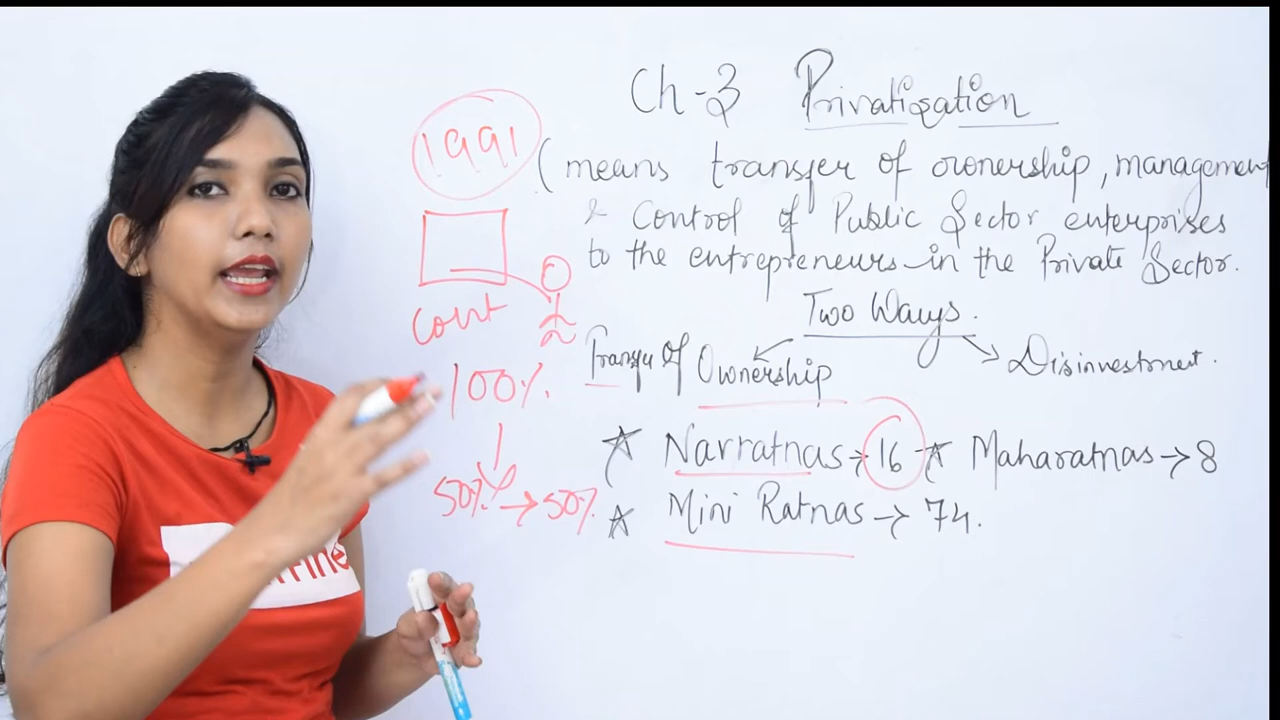 Ch-3 Privatization
1991
(means transfer of ownership, management
& Control of Public Sector enterprises
to the entrepreneurs in the Private Sector.
Govt
Two Ways.
Transfer of Ownership
Disinvestment.
100%.
☆ Navratnas → 16 ☆ Maharatnas → 8
50%. → 50%.
☆ Mini Ratnas → 74.